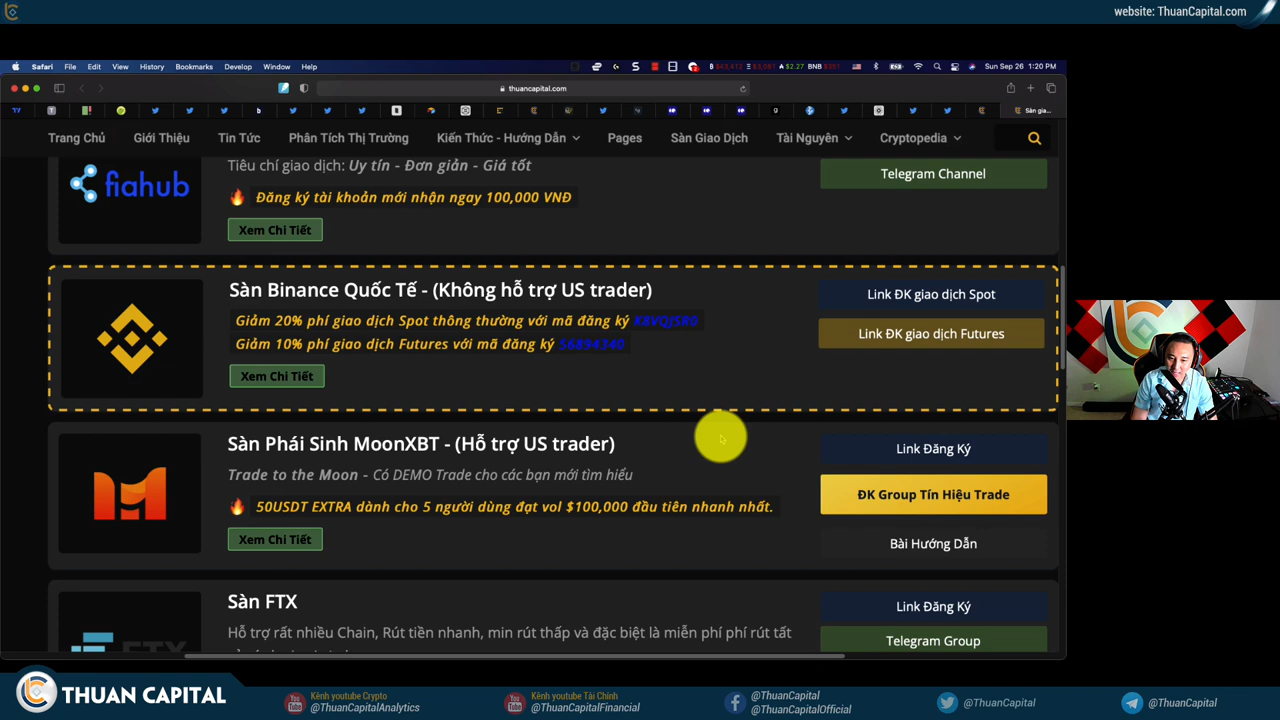 website: ThuanCapital.com
Safari File Edit View History Bookmarks Develop Window Help
BNB
Sun Sep 26 1:20 PM
thuancapital.com
Trang Chủ Giới Thiệu Tin Tức Phân Tích Thị Trường Kiến Thức - Hướng Dẫn Pages Sàn Giao Dịch Tài Nguyên Cryptopedia
fiahub
Tiêu chí giao dịch: Uy tín - Đơn giản - Giá tốt
Telegram Channel
Đăng ký tài khoản mới nhận ngay 100,000 VNĐ
Xem Chi Tiết
Sàn Binance Quốc Tế - (Không hỗ trợ US trader)
Link ĐK giao dịch Spot
Giảm 20% phí giao dịch Spot thông thường với mã đăng ký KBVQJSR0
Giảm 10% phí giao dịch Futures với mã đăng ký 56894340
Link ĐK giao dịch Futures
Xem Chi Tiết
Sàn Phái Sinh MoonXBT - (Hỗ trợ US trader)
Link Đăng Ký
Trade to the Moon - Có DEMO Trade cho các bạn mới tìm hiểu
ĐK Group Tín Hiệu Trade
50USDT EXTRA dành cho 5 người dùng đạt vol $100,000 đầu tiên nhanh nhất.
Xem Chi Tiết
Bài Hướng Dẫn
Sàn FTX
Link Đăng Ký
Hỗ trợ rất nhiều Chain, Rút tiền nhanh, min rút thấp và đặc biệt là miễn phí phí rút tất
Telegram Group
FTX
THUAN CAPITAL
Kênh youtube Crypto
@ThuanCapitalAnalytics
Kênh youtube Tài Chính
@ThuanCapitalFinancial
@ThuanCapital
@ThuanCapitalOfficial
@ThuanCapital
@ThuanCapital